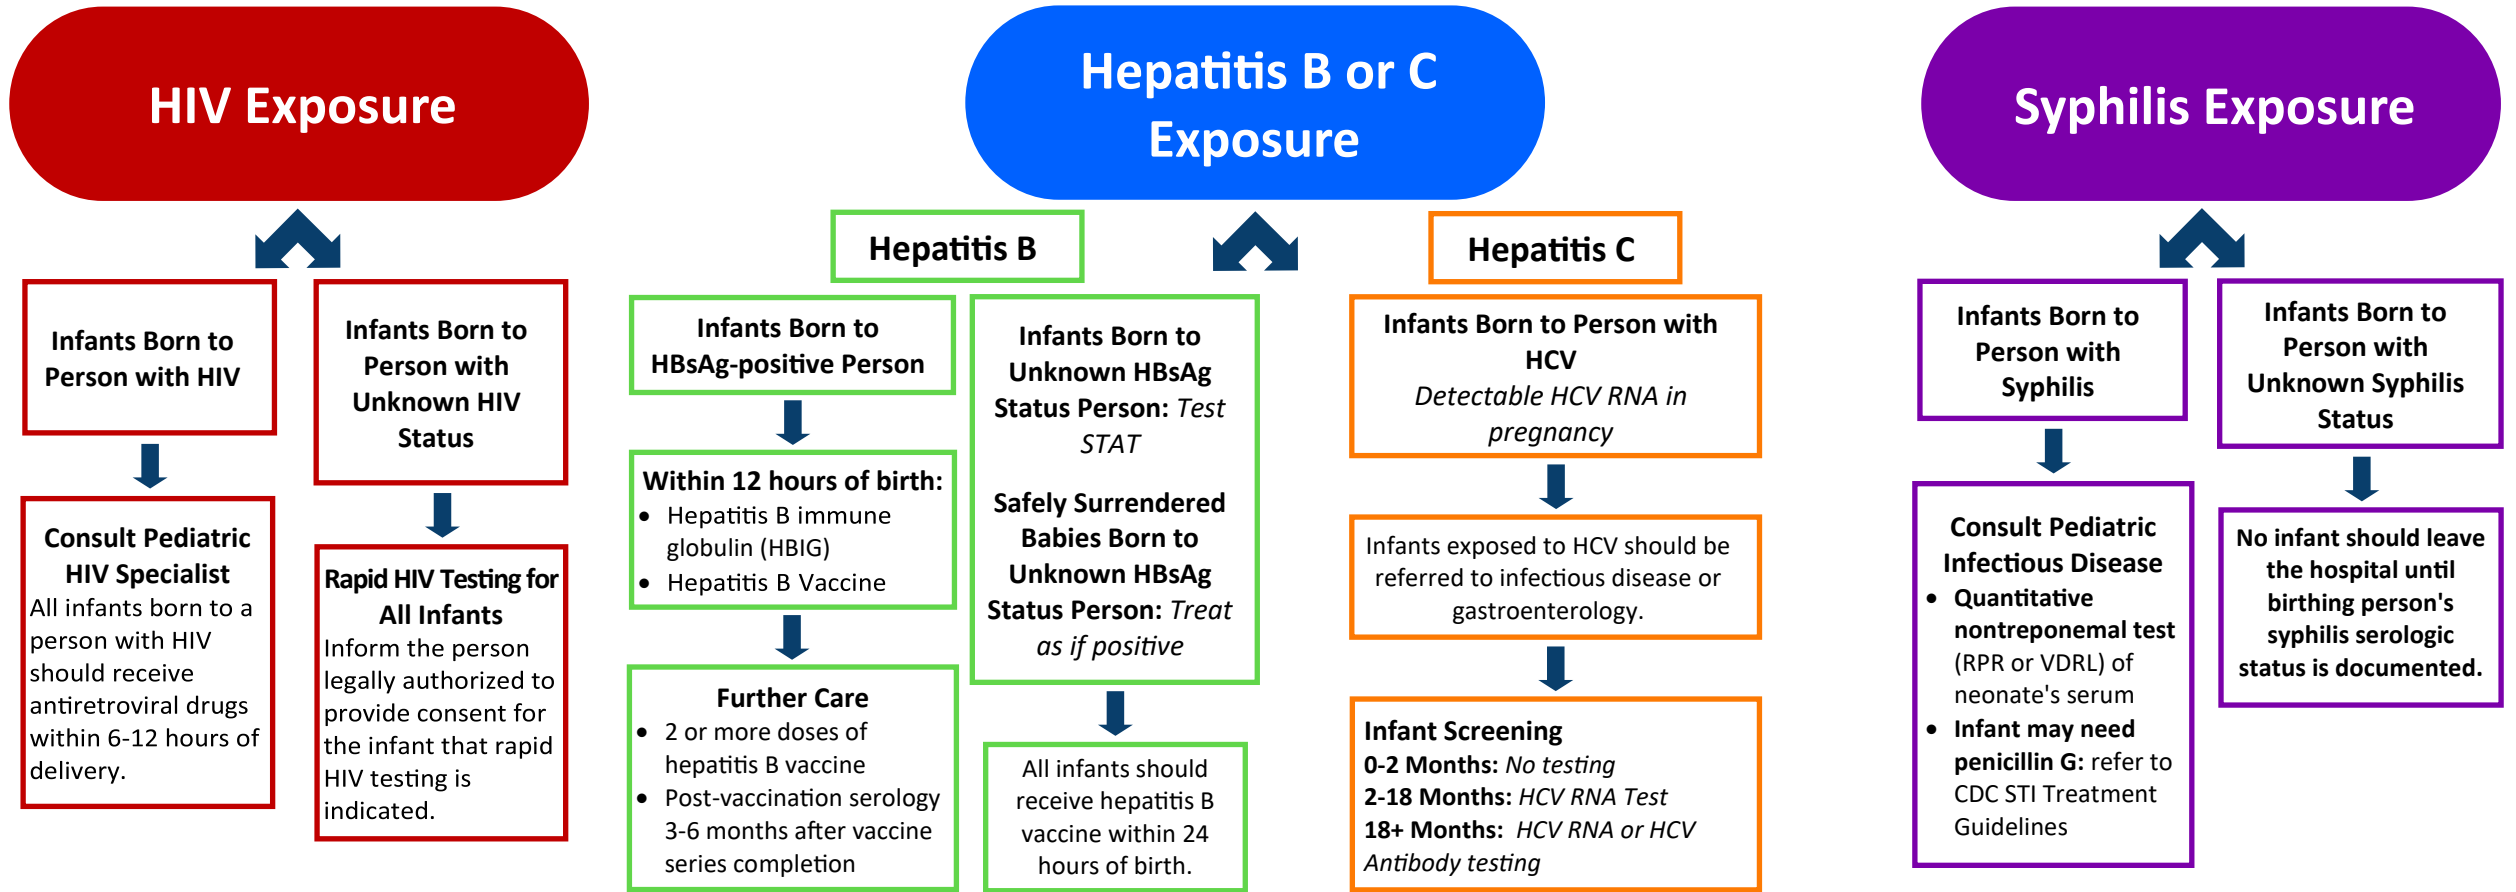 HIV Exposure
Infants Born to
Person with HIV
Consult Pediatric
HIV Specialist
All infants born to a
person with HIV
should receive
antiretroviral drugs
within 6-12 hours of
delivery.
Infants Born to
Person with
Unknown HIV
Status
Rapid HIV Testing for
All Infants
Inform the person
legally authorized to
provide consent for
the infant that rapid
HIV testing is
indicated.
Hepatitis B or C
Exposure
Hepatitis B
Infants Born to
HBsAg-positive Person
Within 12 hours of birth:
• Hepatitis B immune
globulin (HBIG)
• Hepatitis B Vaccine
Further Care
• 2 or more doses of
hepatitis B vaccine
• Post-vaccination serology
3-6 months after vaccine
series completion
Infants Born to
Unknown HBsAg
Status Person: Test
STAT
Safely Surrendered
Babies Born to
Unknown HBsAg
Status Person: Treat
as if positive
All infants should
receive hepatitis B
vaccine within 24
hours of birth.
Hepatitis C
Infants Born to Person with
HCV
Detectable HCV RNA in
pregnancy
Infants exposed to HCV should be
referred to infectious disease or
gastroenterology.
Infant Screening
0-2 Months: No testing
2-18 Months: HCV RNA Test
18+ Months: HCV RNA or HCV
Antibody testing
Syphilis Exposure
Infants Born to
Person with
Syphilis
Consult Pediatric
Infectious Disease
• Quantitative
nontreponemal test
(RPR or VDRL) of
neonate's serum
• Infant may need
penicillin G: refer to
CDC STI Treatment
Guidelines
Infants Born to
Person with
Unknown Syphilis
Status
No infant should leave
the hospital until
birthing person's
syphilis serologic
status is documented.